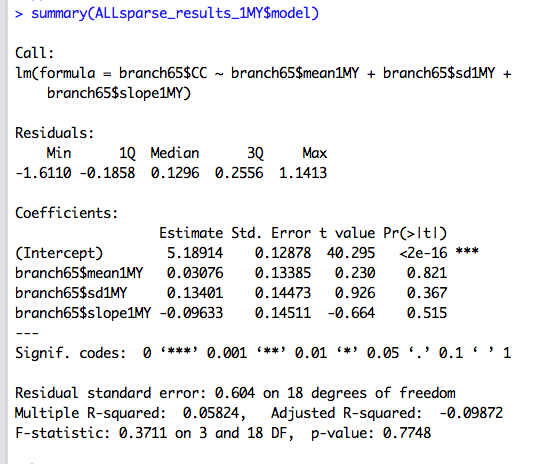 > summary(ALLsparse_results_1MY$model)
Call:
lm(formula = branch65$CC ~ branch65$mean1MY + branch65$sd1MY +
    branch65$slope1MY)
Residuals:
    Min      1Q  Median      3Q     Max
-1.6110 -0.1858  0.1296  0.2556  1.1413
Coefficients:
                  Estimate Std. Error t value Pr(>|t|)
(Intercept)        5.18914    0.12878  40.295   <2e-16 ***
branch65$mean1MY   0.03076    0.13385   0.230    0.821
branch65$sd1MY     0.13401    0.14473   0.926    0.367
branch65$slope1MY -0.09633    0.14511  -0.664    0.515
---
Signif. codes:  0 ‘***’ 0.001 ‘**’ 0.01 ‘*’ 0.05 ‘.’ 0.1 ‘ ’ 1
Residual standard error: 0.604 on 18 degrees of freedom
Multiple R-squared:  0.05824,	Adjusted R-squared:  -0.09872
F-statistic: 0.3711 on 3 and 18 DF,  p-value: 0.7748